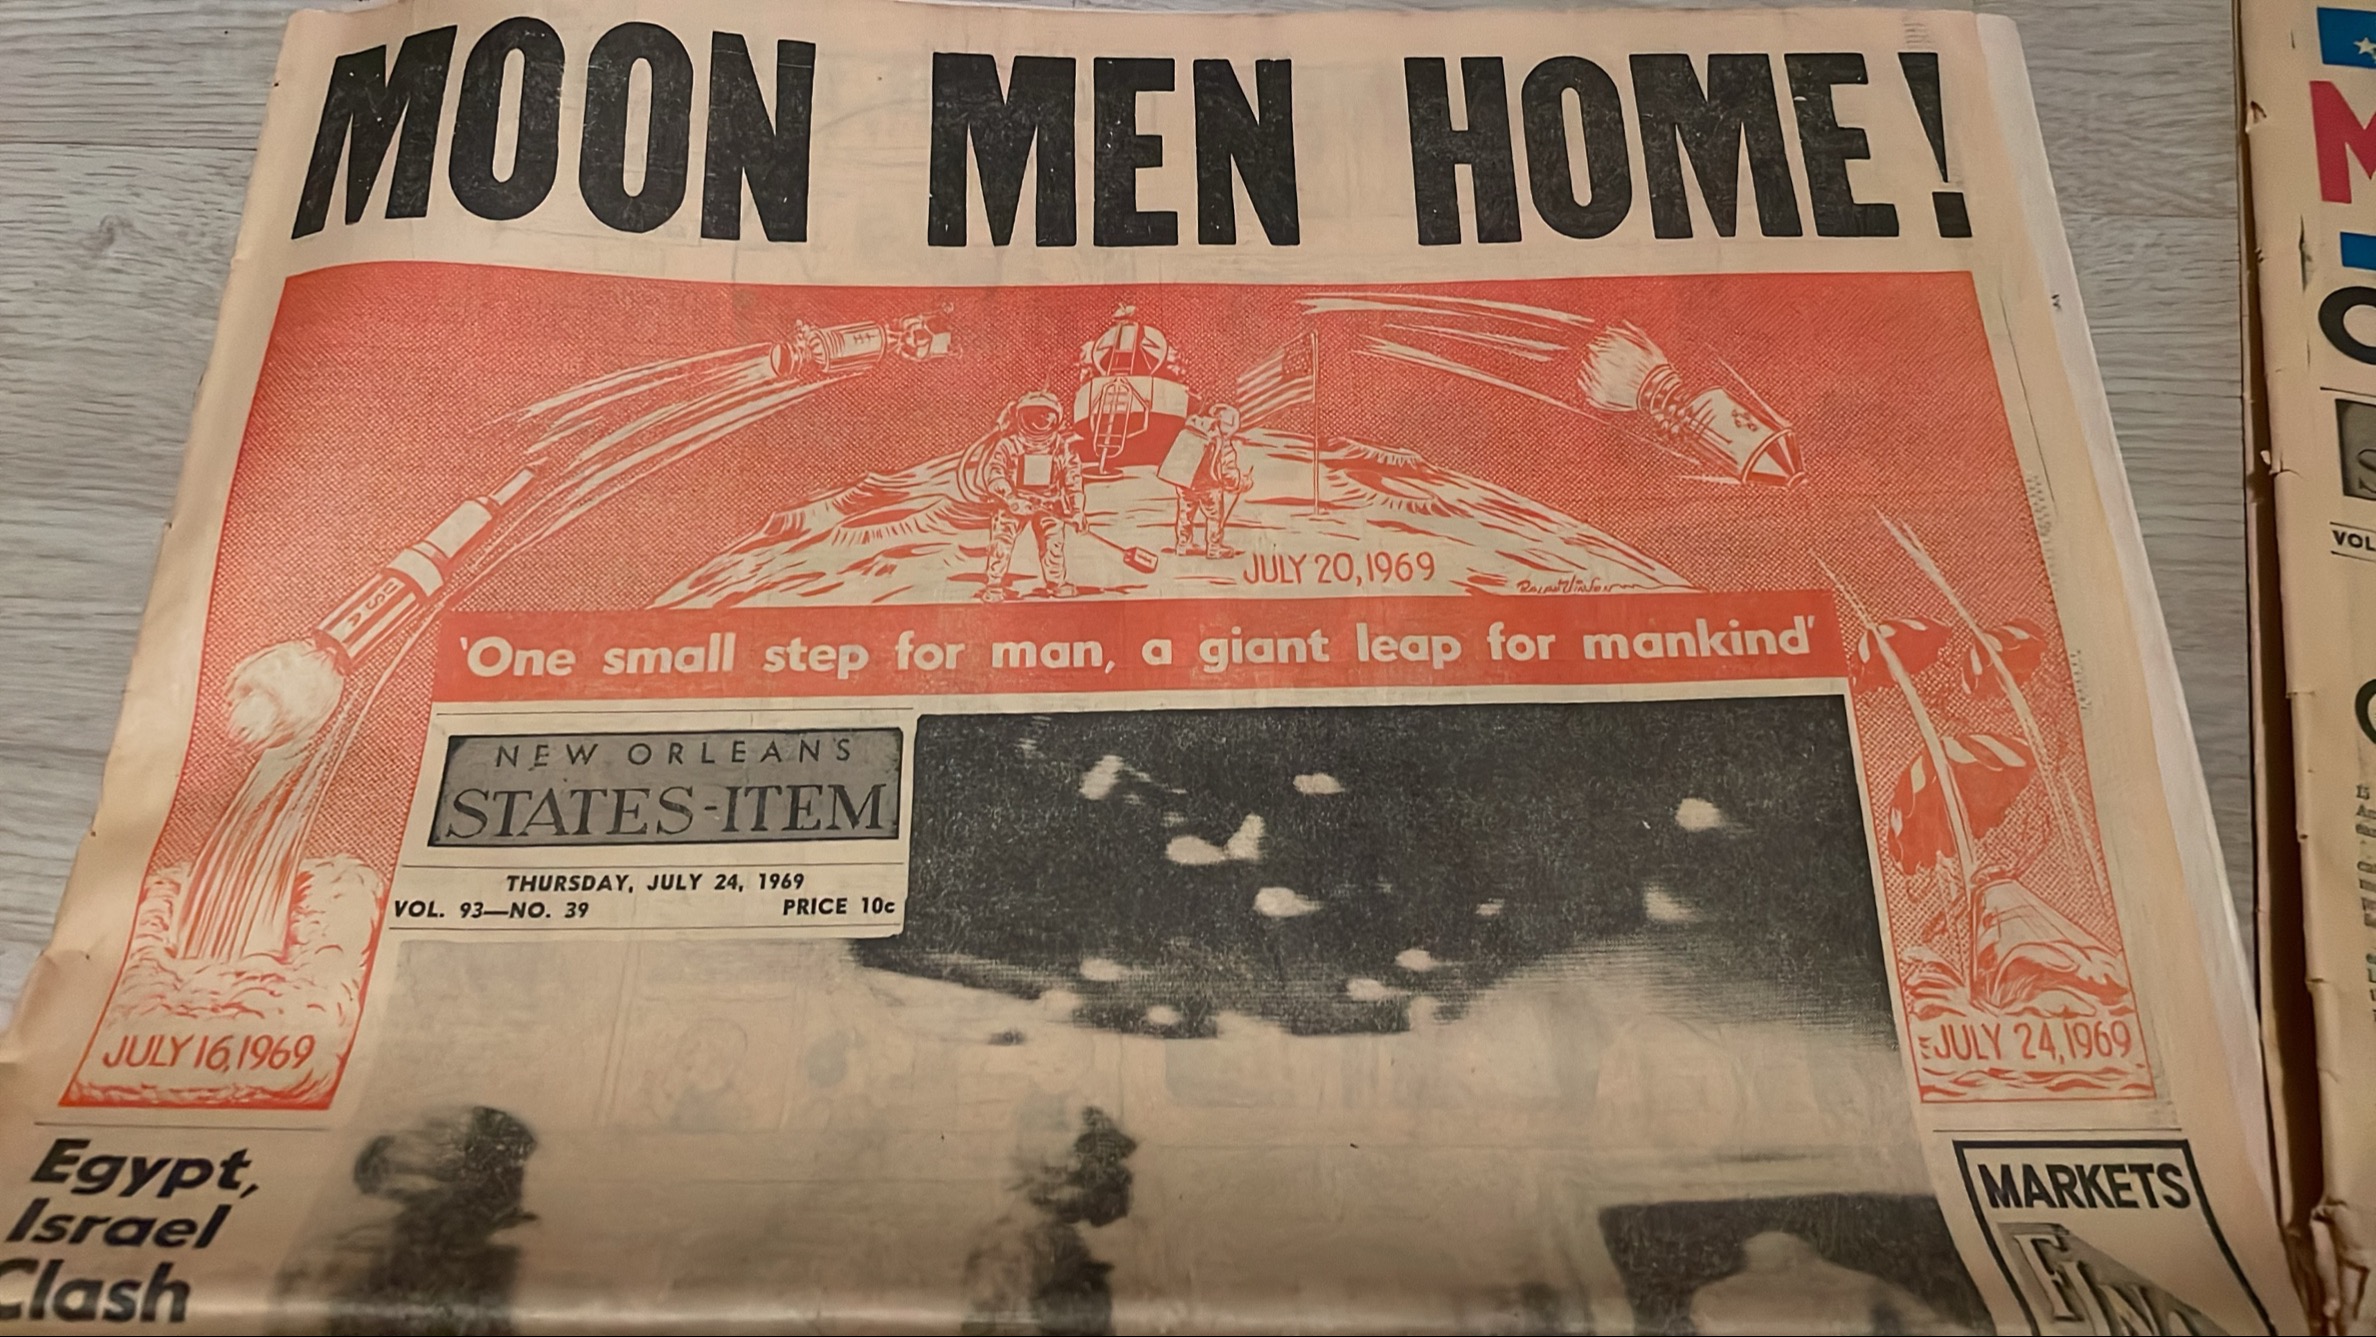 MOON MEN HOME!
JULY 20, 1969
'One small step for man, a giant leap for mankind'
USA
NEW ORLEANS
STATES-ITEM
THURSDAY, JULY 24, 1969
VOL. 93—NO. 39 PRICE 10c
JULY 16, 1969
JULY 24, 1969
Egypt,
Israel
Clash
MARKETS
VOL